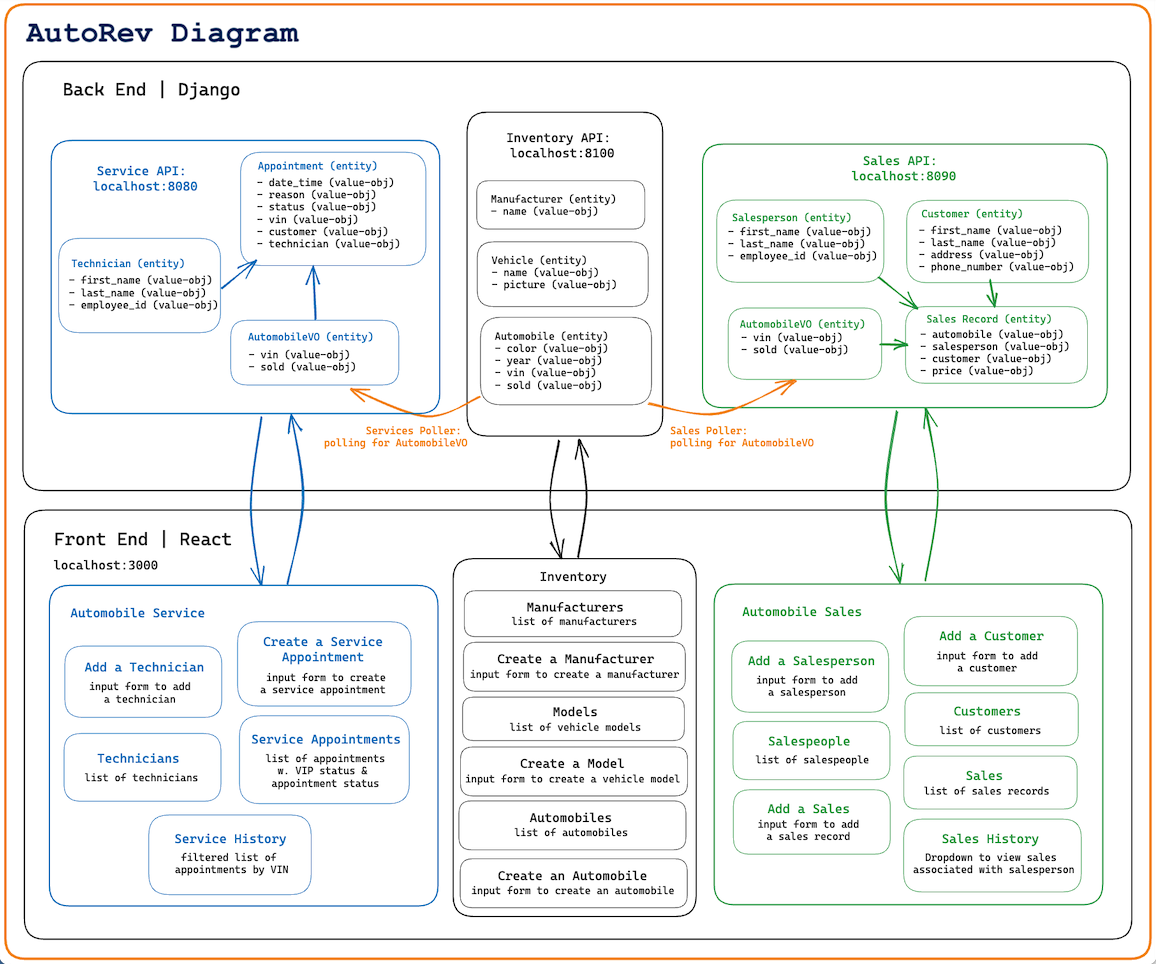 AutoRev Diagram
Back End | Django
Service API:
localhost:8080
Appointment (entity)
- date_time (value-obj)
- reason (value-obj)
- status (value-obj)
- vin (value-obj)
- customer (value-obj)
- technician (value-obj)
Technician (entity)
- first_name (value-obj)
- last_name (value-obj)
- employee_id (value-obj)
AutomobileVO (entity)
- vin (value-obj)
- sold (value-obj)
Inventory API:
localhost:8100
Manufacturer (entity)
- name (value-obj)
Vehicle (entity)
- name (value-obj)
- picture (value-obj)
Automobile (entity)
- color (value-obj)
- year (value-obj)
- vin (value-obj)
- sold (value-obj)
Sales API:
localhost:8090
Salesperson (entity)
- first_name (value-obj)
- last_name (value-obj)
- employee_id (value-obj)
Customer (entity)
- first_name (value-obj)
- last_name (value-obj)
- address (value-obj)
- phone_number (value-obj)
AutomobileVO (entity)
- vin (value-obj)
- sold (value-obj)
Sales Record (entity)
- automobile (value-obj)
- salesperson (value-obj)
- customer (value-obj)
- price (value-obj)
Services Poller:
polling for AutomobileVO
Sales Poller:
polling for AutomobileVO
Front End | React
localhost:3000
Automobile Service
Add a Technician
input form to add
a technician
Create a Service
Appointment
input form to create
a service appointment
Technicians
list of technicians
Service Appointments
list of appointments
w. VIP status &
appointment status
Service History
filtered list of
appointments by VIN
Inventory
Manufacturers
list of manufacturers
Create a Manufacturer
input form to create a manufacturer
Models
list of vehicle models
Create a Model
input form to create a vehicle model
Automobiles
list of automobiles
Create an Automobile
input form to create an automobile
Automobile Sales
Add a Salesperson
input form to add
a salesperson
Salespeople
list of salespeople
Add a Sales
input form to add
a sales record
Add a Customer
input form to add
a customer
Customers
list of customers
Sales
list of sales records
Sales History
Dropdown to view sales
associated with salesperson